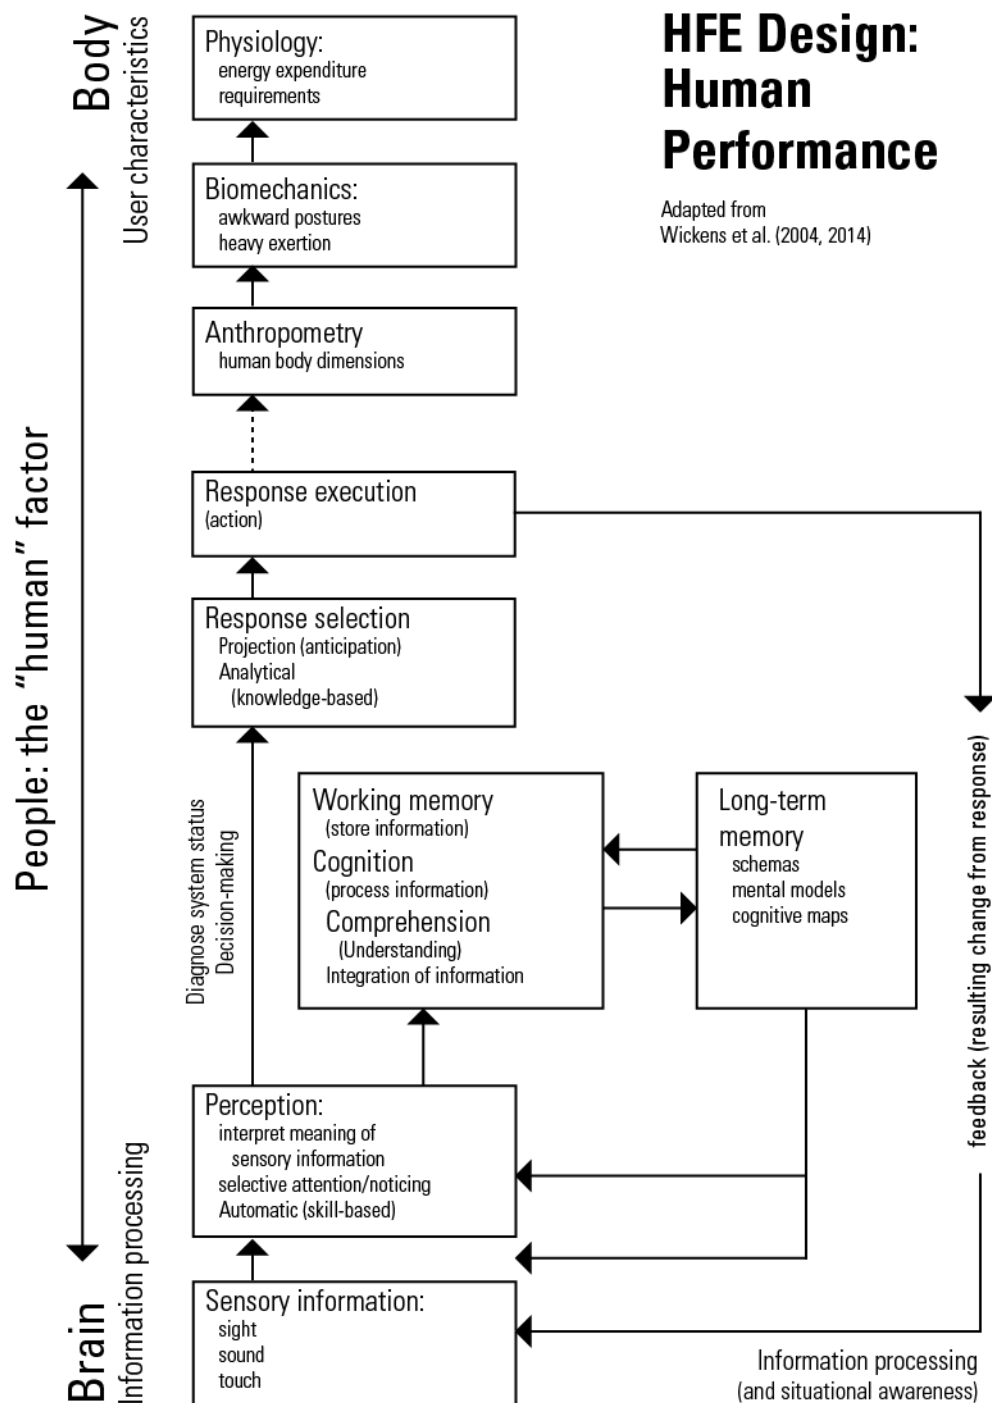 HFE Design:
Human
Performance
Adapted from
Wickens et al. (2004, 2014)
Body
User characteristics
People: the "human" factor
Brain
Information processing
Physiology:
energy expenditure
requirements
Biomechanics:
awkward postures
heavy exertion
Anthropometry
human body dimensions
Response execution
(action)
Response selection
Projection (anticipation)
Analytical
(knowledge-based)
Diagnose system status
Decision-making
Working memory
(store information)
Cognition
(process information)
Comprehension
(Understanding)
Integration of information
Long-term
memory
schemas
mental models
cognitive maps
feedback (resulting change from response)
Perception:
interpret meaning of
sensory information
selective attention/noticing
Automatic (skill-based)
Sensory information:
sight
sound
touch
Information processing
(and situational awareness)